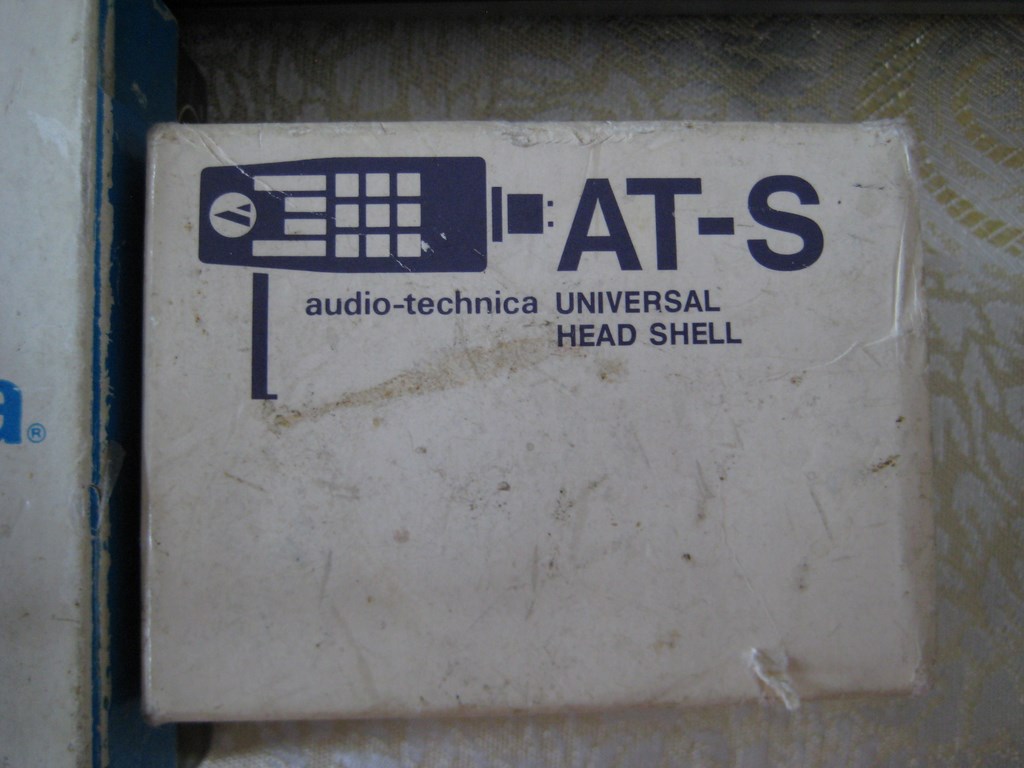 AT-S
audio-technica UNIVERSAL
HEAD SHELL
a®